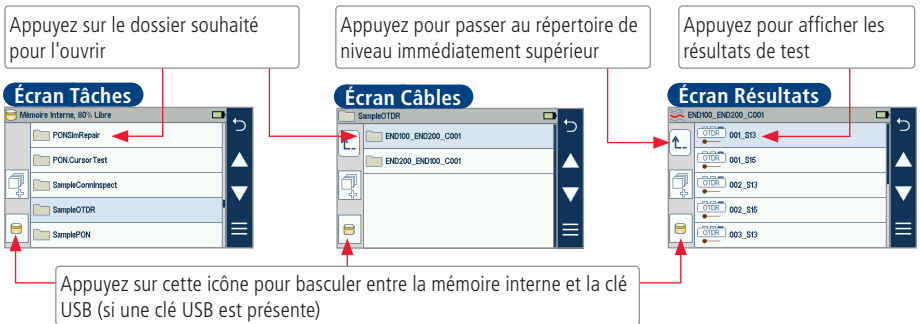 Appuyez sur le dossier souhaité
pour l'ouvrir
Appuyez pour passer au répertoire de
niveau immédiatement supérieur
Appuyez pour afficher les
résultats de test
Écran Tâches
Mémoire Interne, 80% Libre
PONSimRepair
PON.CursorTest
SampleConnInspect
SampleOTDR
SamplePON
Écran Câbles
SampleOTDR
END100_END200_C001
END200_END100_C001
Écran Résultats
END100_END200_C001
OTDR 001_S13
OTDR 001_S15
OTDR 002_S13
OTDR 002_S15
OTDR 003_S13
Appuyez sur cette icône pour basculer entre la mémoire interne et la clé
USB (si une clé USB est présente)